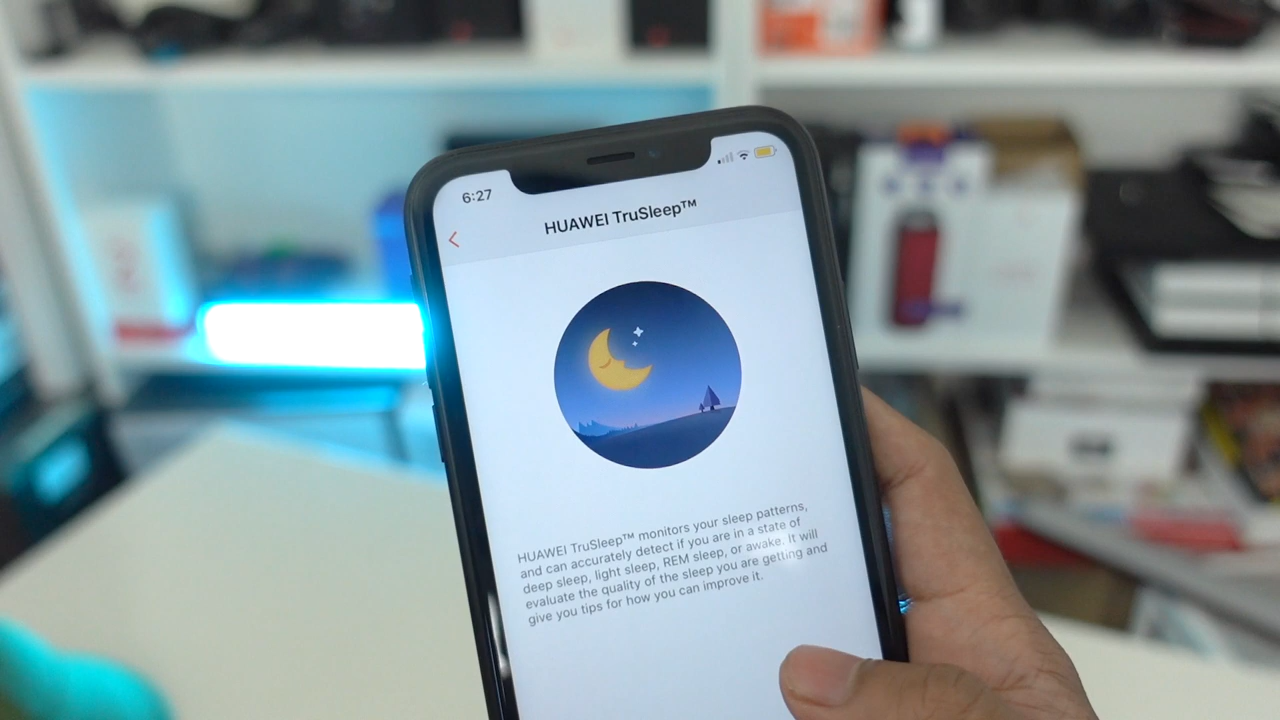 6:27
HUAWEI TruSleep™
HUAWEI TruSleep™ monitors your sleep patterns,
and can accurately detect if you are in a state of
deep sleep, light sleep, REM sleep, or awake. It will
evaluate the quality of the sleep you are getting and
give you tips for how you can improve it.